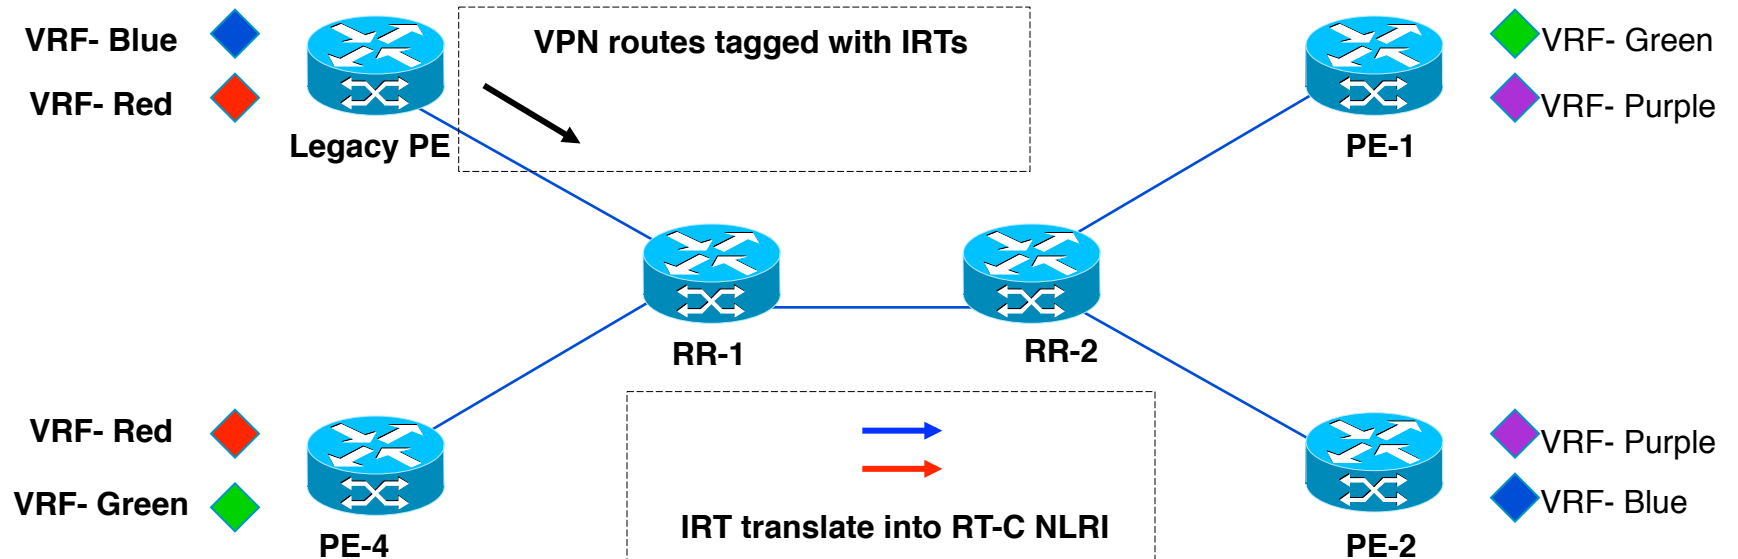 VRF- Blue
VPN routes tagged with IRTs
VRF- Green
VRF- Red
VRF- Purple
Legacy PE
PE-1
RR-1
RR-2
VRF- Red
VRF- Purple
VRF- Green
VRF- Blue
IRT translate into RT-C NLRI
PE-4
PE-2